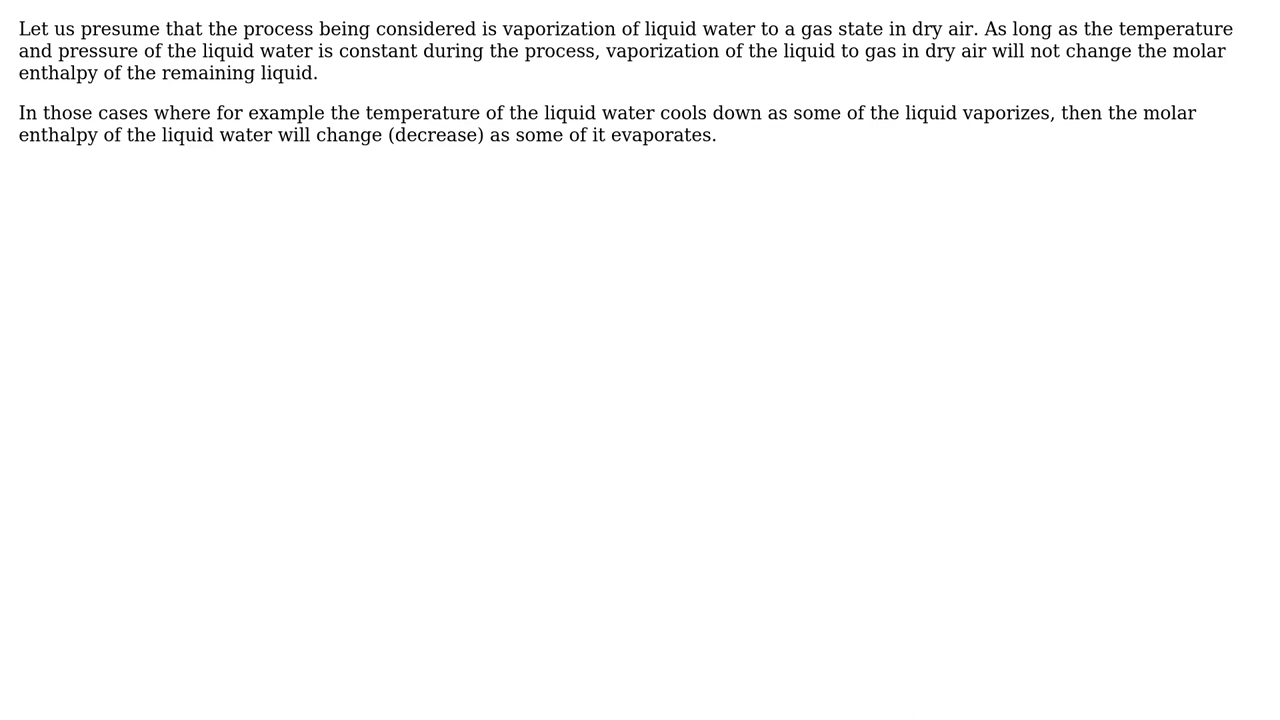 Let us presume that the process being considered is vaporization of liquid water to a gas state in dry air. As long as the temperature
and pressure of the liquid water is constant during the process, vaporization of the liquid to gas in dry air will not change the molar
enthalpy of the remaining liquid.
In those cases where for example the temperature of the liquid water cools down as some of the liquid vaporizes, then the molar
enthalpy of the liquid water will change (decrease) as some of it evaporates.